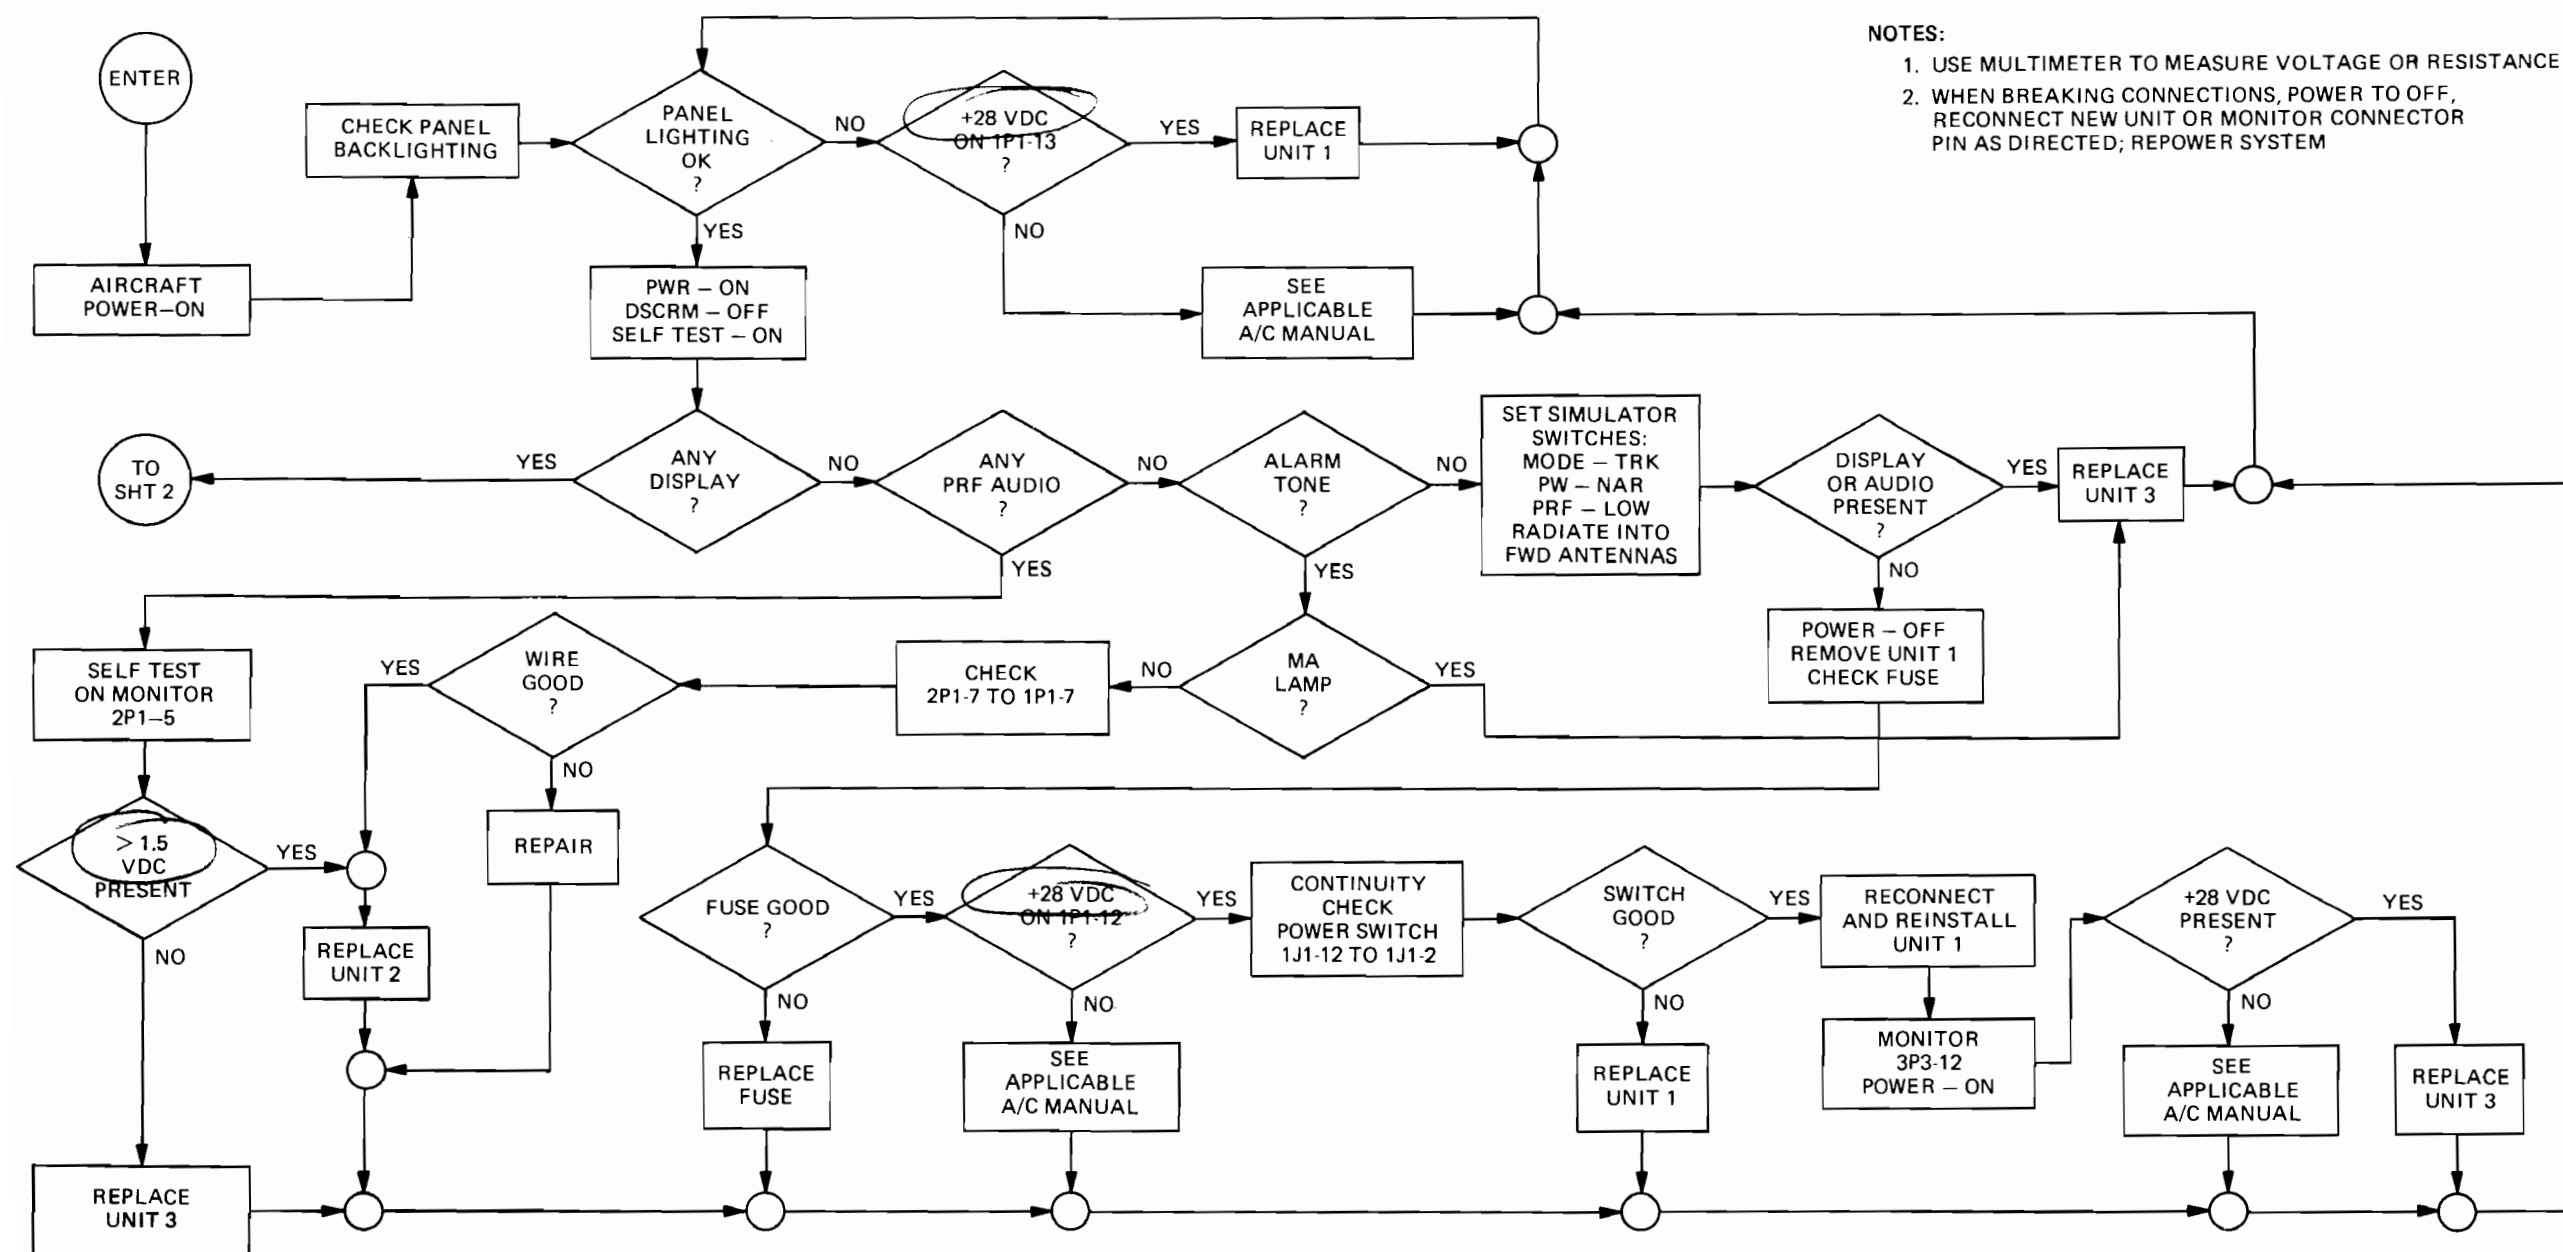 NOTES:
1. USE MULTIMETER TO MEASURE VOLTAGE OR RESISTANCE
2. WHEN BREAKING CONNECTIONS, POWER TO OFF,
RECONNECT NEW UNIT OR MONITOR CONNECTOR
PIN AS DIRECTED; REPOWER SYSTEM
ENTER
AIRCRAFT
POWER—ON
CHECK PANEL
BACKLIGHTING
PANEL
LIGHTING
OK
?
NO
YES
+28 VDC
ON 1P1-13
?
YES
NO
REPLACE
UNIT 1
SEE
APPLICABLE
A/C MANUAL
PWR — ON
DSCRM — OFF
SELF TEST — ON
TO
SHT 2
YES
ANY
DISPLAY
?
NO
ANY
PRF AUDIO
?
NO
YES
ALARM
TONE
?
NO
YES
SET SIMULATOR
SWITCHES:
MODE — TRK
PW — NAR
PRF — LOW
RADIATE INTO
FWD ANTENNAS
DISPLAY
OR AUDIO
PRESENT
?
YES
NO
REPLACE
UNIT 3
POWER — OFF
REMOVE UNIT 1
CHECK FUSE
MA
LAMP
?
YES
NO
CHECK
2P1-7 TO 1P1-7
WIRE
GOOD
?
YES
NO
REPAIR
SELF TEST
ON MONITOR
2P1—5
> 1.5
VDC
PRESENT
YES
NO
REPLACE
UNIT 2
REPLACE
UNIT 3
FUSE GOOD
?
YES
NO
REPLACE
FUSE
+28 VDC
ON 1P1-12
?
YES
NO
SEE
APPLICABLE
A/C MANUAL
CONTINUITY
CHECK
POWER SWITCH
1J1-12 TO 1J1-2
SWITCH
GOOD
?
YES
NO
REPLACE
UNIT 1
RECONNECT
AND REINSTALL
UNIT 1
MONITOR
3P3-12
POWER — ON
+28 VDC
PRESENT
?
YES
NO
SEE
APPLICABLE
A/C MANUAL
REPLACE
UNIT 3